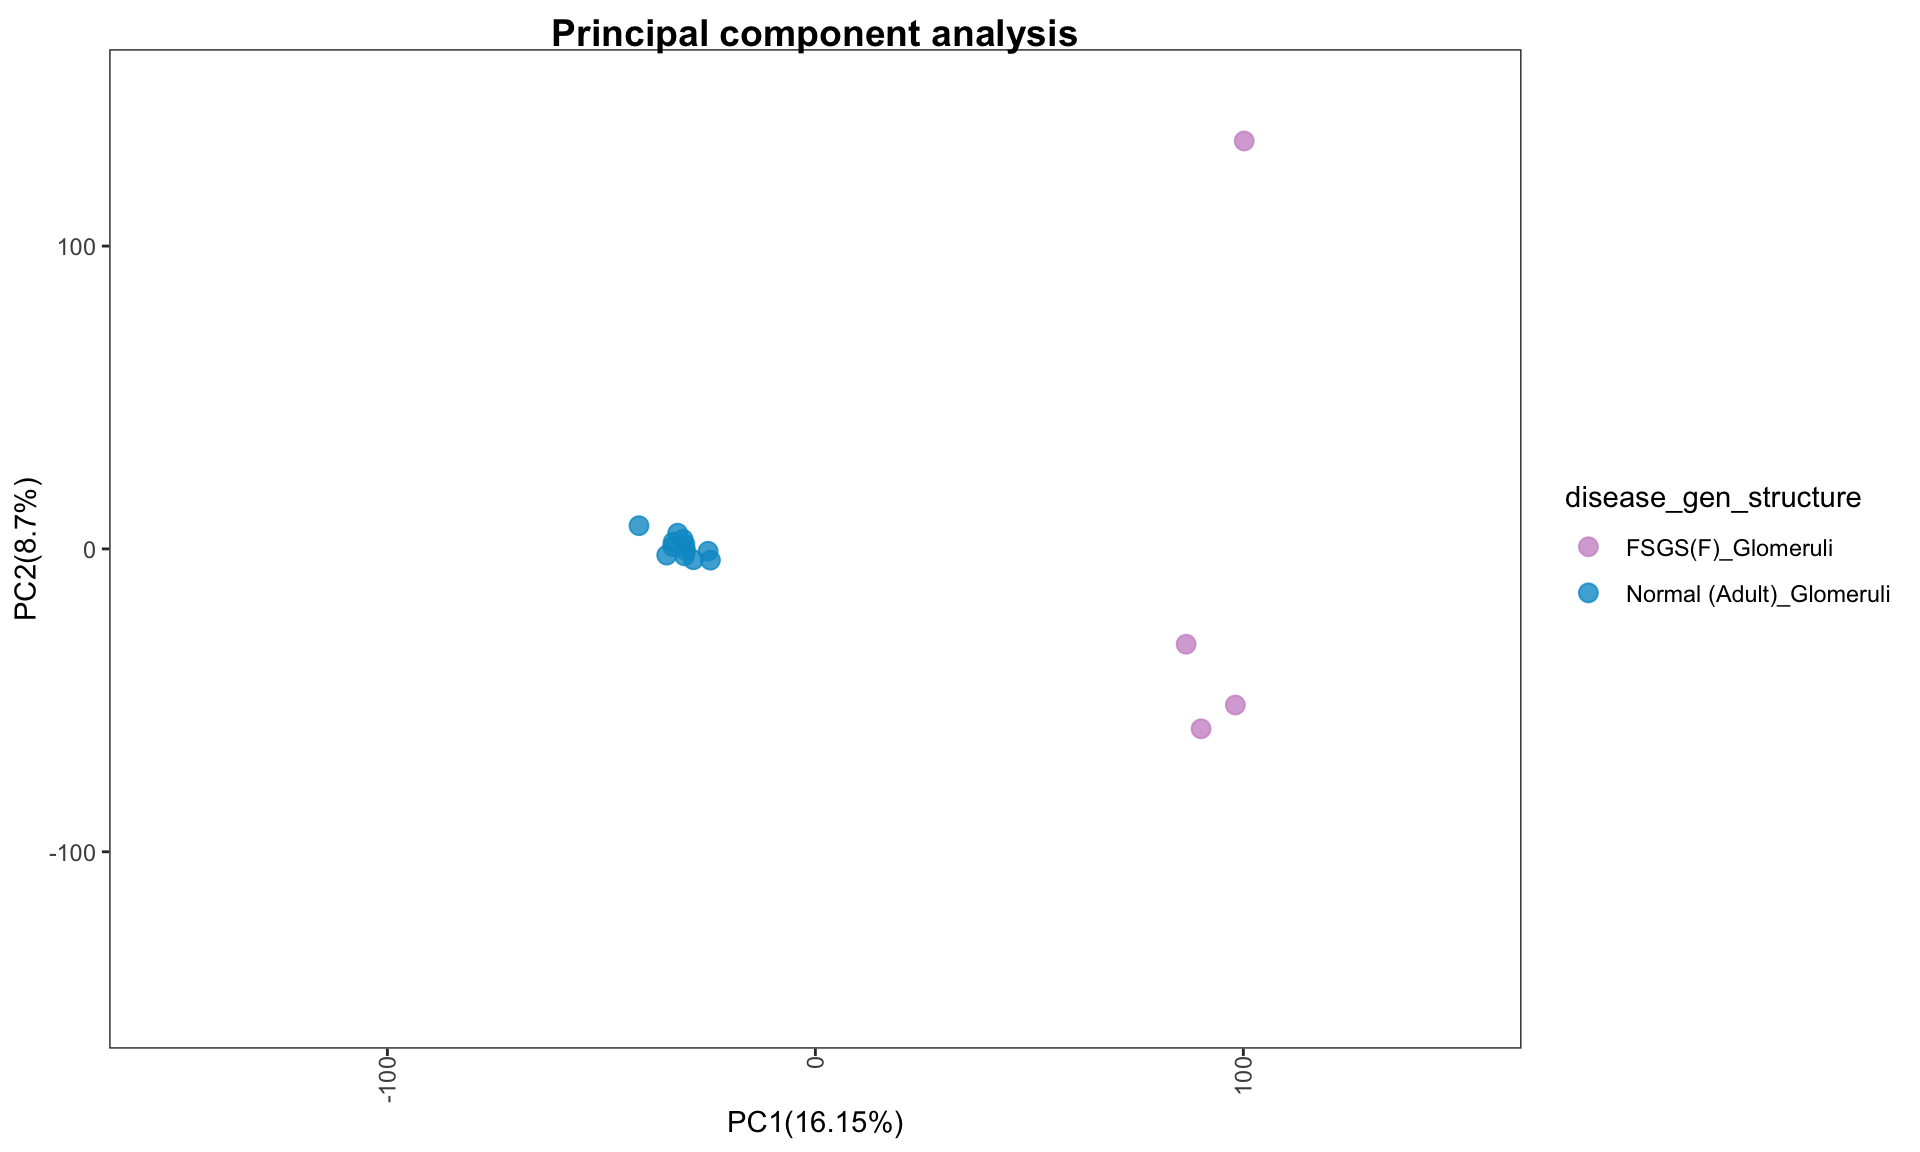 Principal component analysis
PC2(8.7%)
100
0
-100
-100
0
100
PC1(16.15%)
disease_gen_structure
FSGS(F)_Glomeruli
Normal (Adult)_Glomeruli